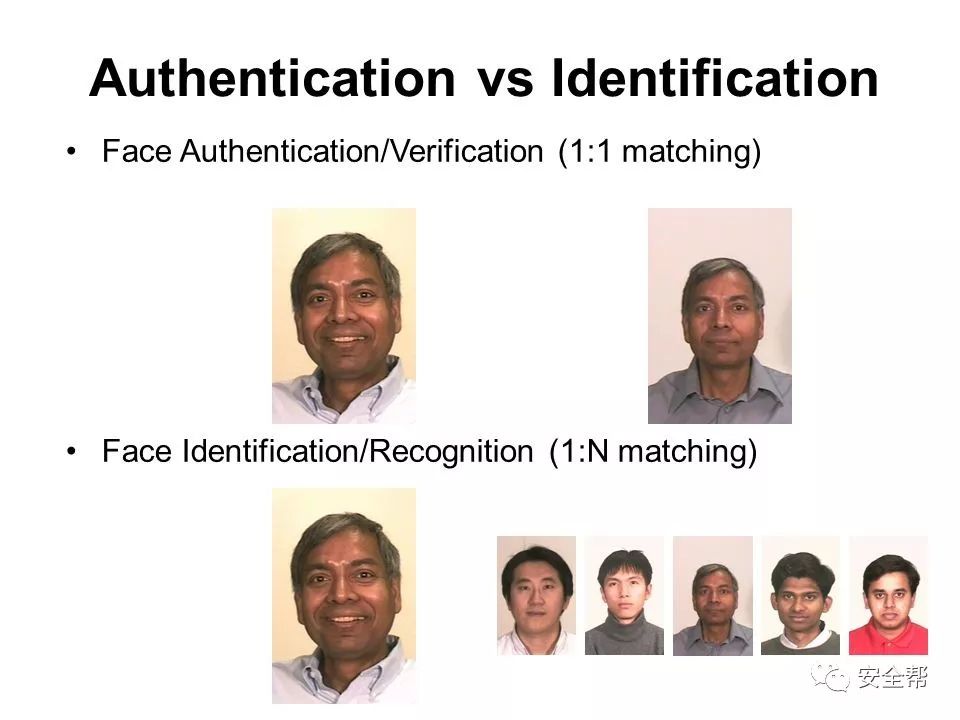 Authentication vs Identification
• Face Authentication/Verification (1:1 matching)
• Face Identification/Recognition (1:N matching)
安全帮